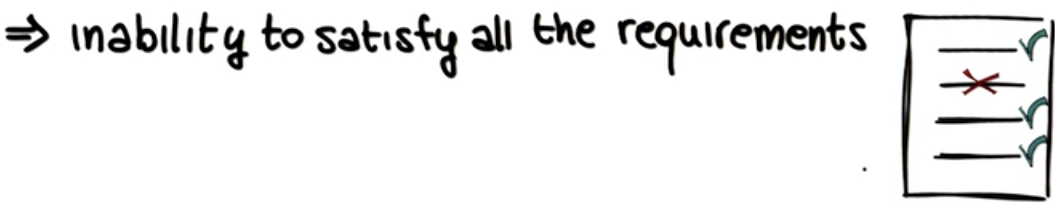 ⇒ inability to satisfy all the requirements